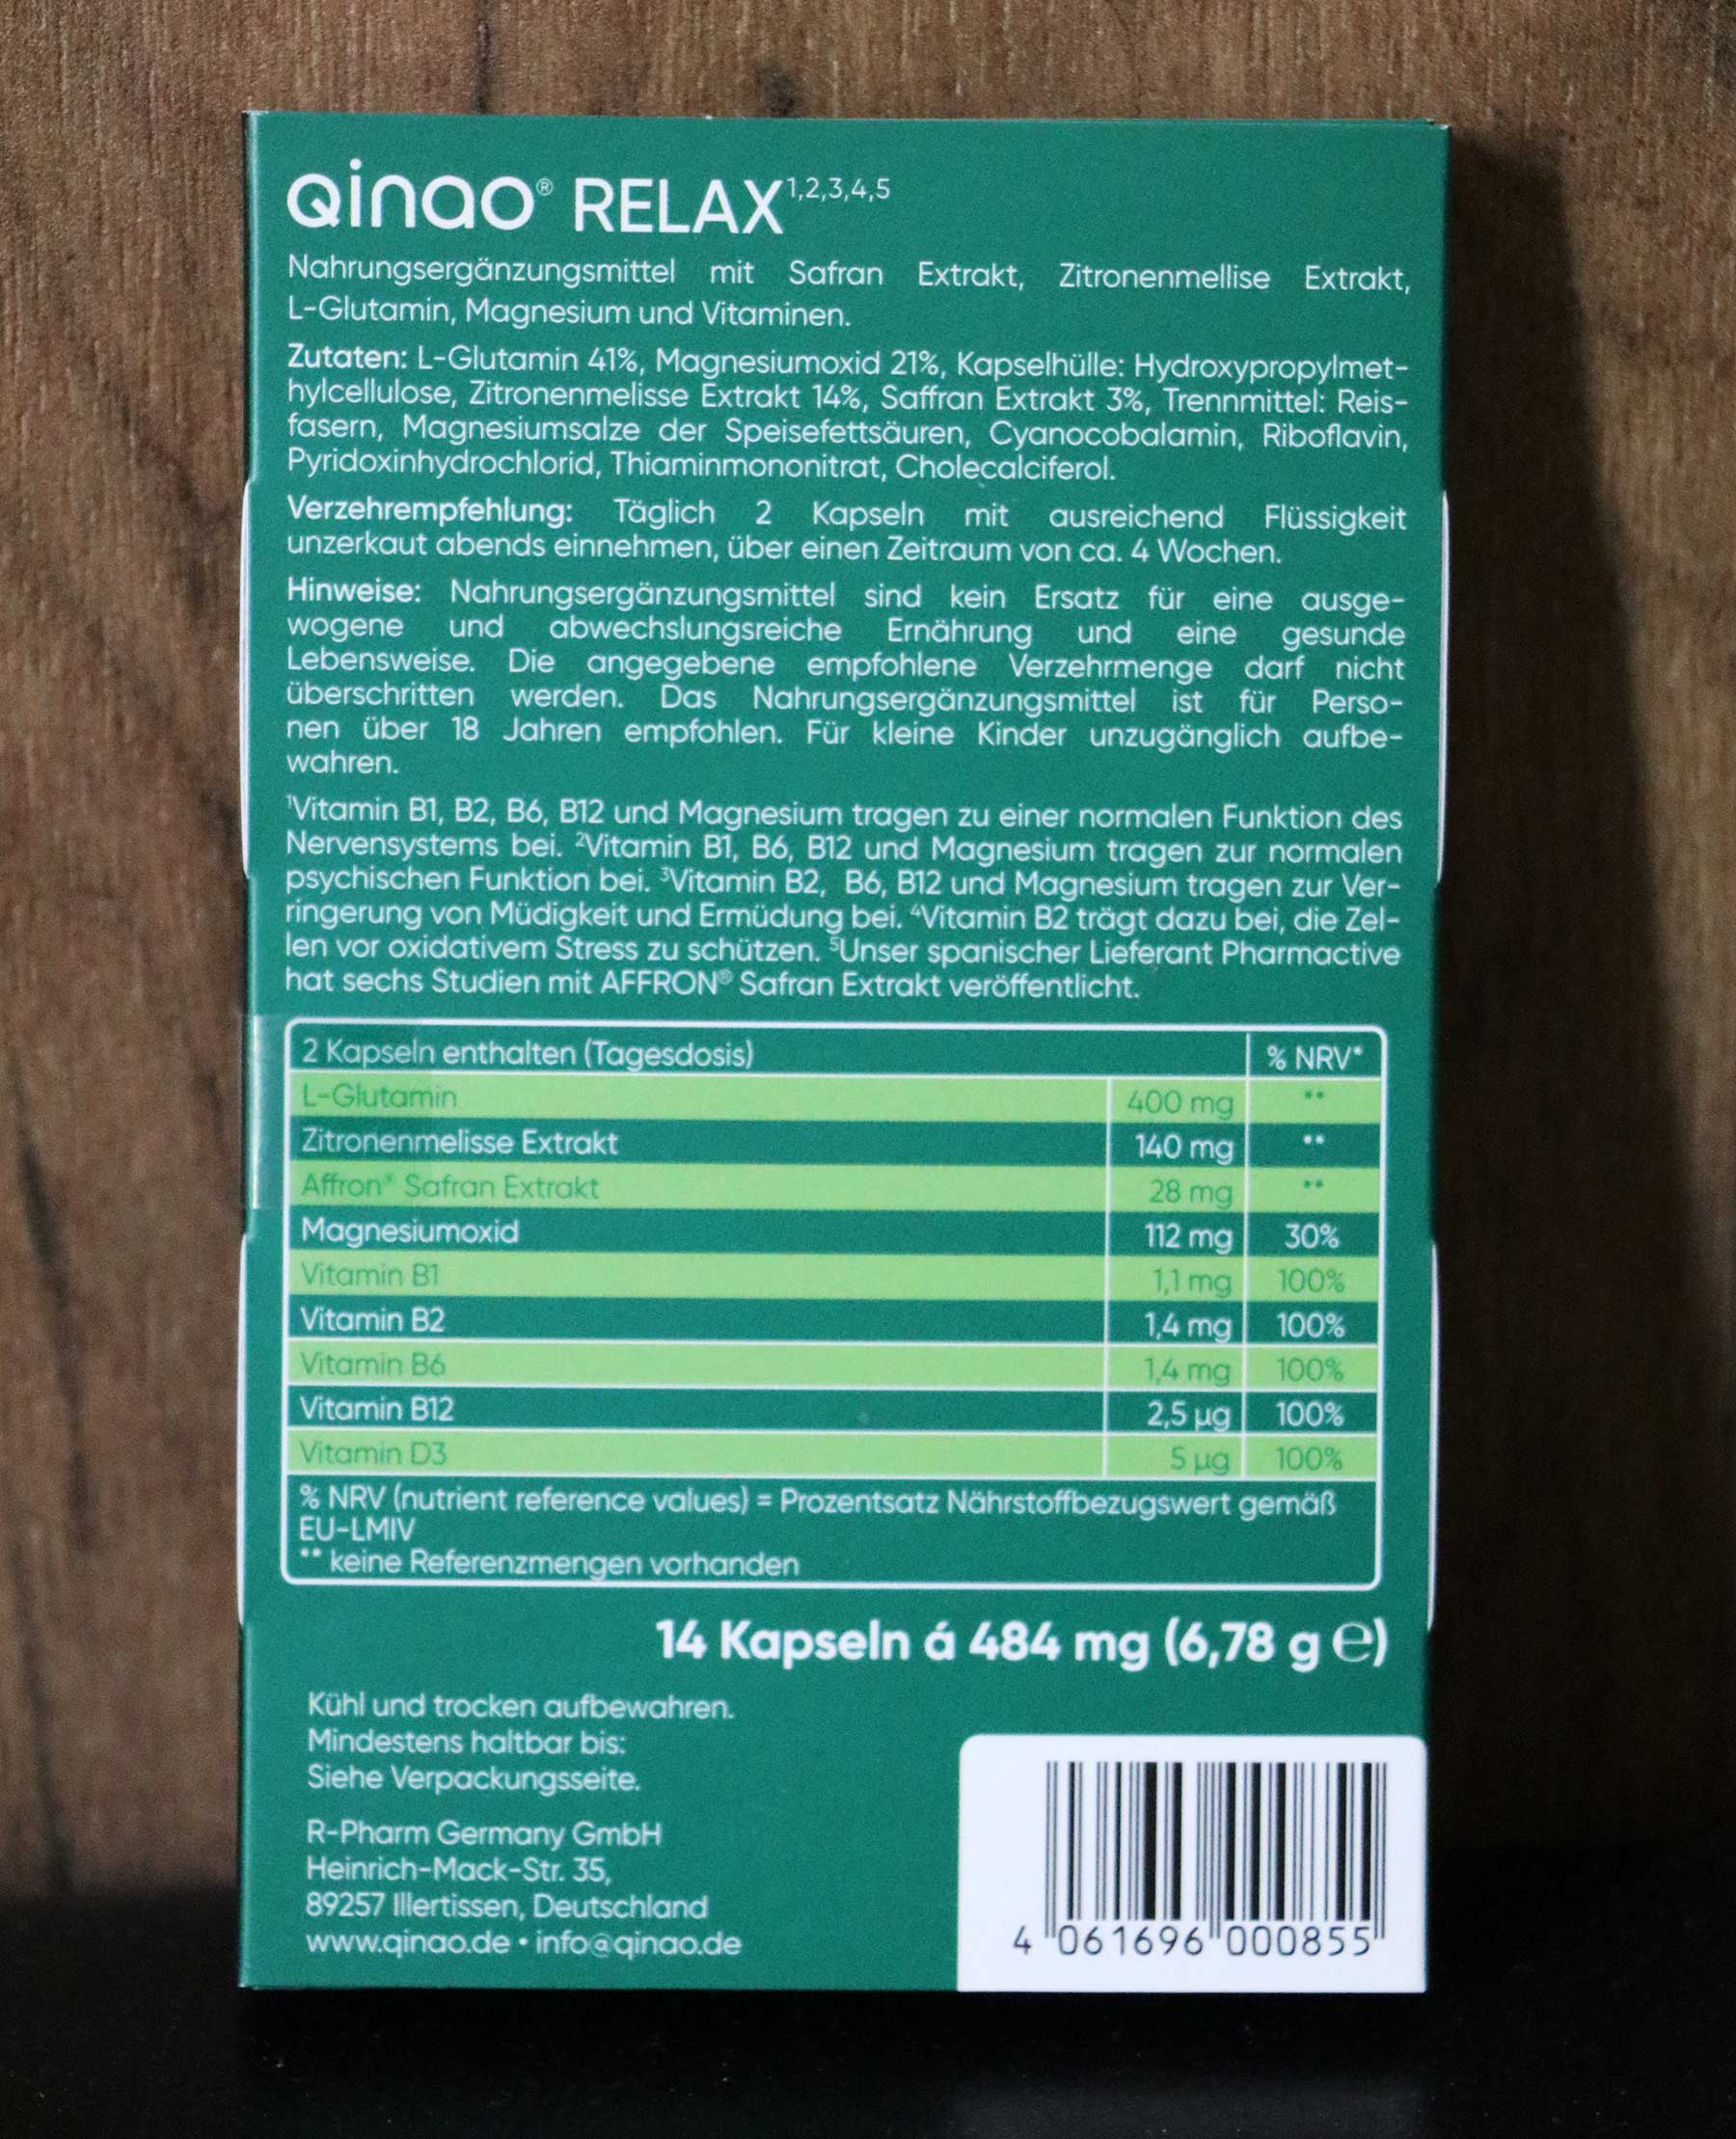 Qinao® RELAX1,2,3,4,5
Nahrungsergänzungsmittel mit Safran Extrakt, Zitronenmellise Extrakt,
L-Glutamin, Magnesium und Vitaminen.
Zutaten: L-Glutamin 41%, Magnesiumoxid 21%, Kapselhülle: Hydroxypropylmet-
hylcellulose, Zitronenmelisse Extrakt 14%, Saffran Extrakt 3%, Trennmittel: Reis-
fasern, Magnesiumsalze der Speisefettsäuren, Cyanocobalamin, Riboflavin,
Pyridoxinhydrochlorid, Thiaminmononitrat, Cholecalciferol.
Verzehrempfehlung: Täglich 2 Kapseln mit ausreichend Flüssigkeit
unzerkaut abends einnehmen, über einen Zeitraum von ca. 4 Wochen.
Hinweise: Nahrungsergänzungsmittel sind kein Ersatz für eine ausge-
wogene und abwechslungsreiche Ernährung und eine gesunde
Lebensweise. Die angegebene empfohlene Verzehrmenge darf nicht
überschritten werden. Das Nahrungsergänzungsmittel ist für Perso-
nen über 18 Jahren empfohlen. Für kleine Kinder unzugänglich aufbe-
wahren.
¹Vitamin B1, B2, B6, B12 und Magnesium tragen zu einer normalen Funktion des
Nervensystems bei. ²Vitamin B1, B6, B12 und Magnesium tragen zur normalen
psychischen Funktion bei. ³Vitamin B2, B6, B12 und Magnesium tragen zur Ver-
ringerung von Müdigkeit und Ermüdung bei. ⁴Vitamin B2 trägt dazu bei, die Zel-
len vor oxidativem Stress zu schützen. ⁵Unser spanischer Lieferant Pharmactive
hat sechs Studien mit AFFRON® Safran Extrakt veröffentlicht.
2 Kapseln enthalten (Tagesdosis) % NRV*
L-Glutamin 400 mg **
Zitronenmelisse Extrakt 140 mg **
Affron® Safran Extrakt 28 mg **
Magnesiumoxid 112 mg 30%
Vitamin B1 1,1 mg 100%
Vitamin B2 1,4 mg 100%
Vitamin B6 1,4 mg 100%
Vitamin B12 2,5 µg 100%
Vitamin D3 5 µg 100%
% NRV (nutrient reference values) = Prozentsatz Nährstoffbezugswert gemäß
EU-LMIV
** keine Referenzmengen vorhanden
14 Kapseln á 484 mg (6,78 g ℮)
Kühl und trocken aufbewahren.
Mindestens haltbar bis:
Siehe Verpackungsseite.
R-Pharm Germany GmbH
Heinrich-Mack-Str. 35,
89257 Illertissen, Deutschland
www.qinao.de • info@qinao.de
4 061696 000855